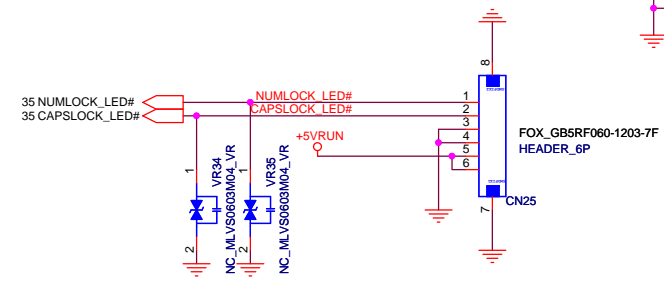 8
35 NUMLOCK_LED#
NUMLOCK_LED#
1
35 CAPSLOCK_LED#
CAPSLOCK_LED#
2
3
+5VRUN
4
FOX_GB5RF060-1203-7F
5
HEADER_6P
6
1
VR34
NC_MLVS0603M04_VR
1
VR35
NC_MLVS0603M04_VR
CN25
7
2
2